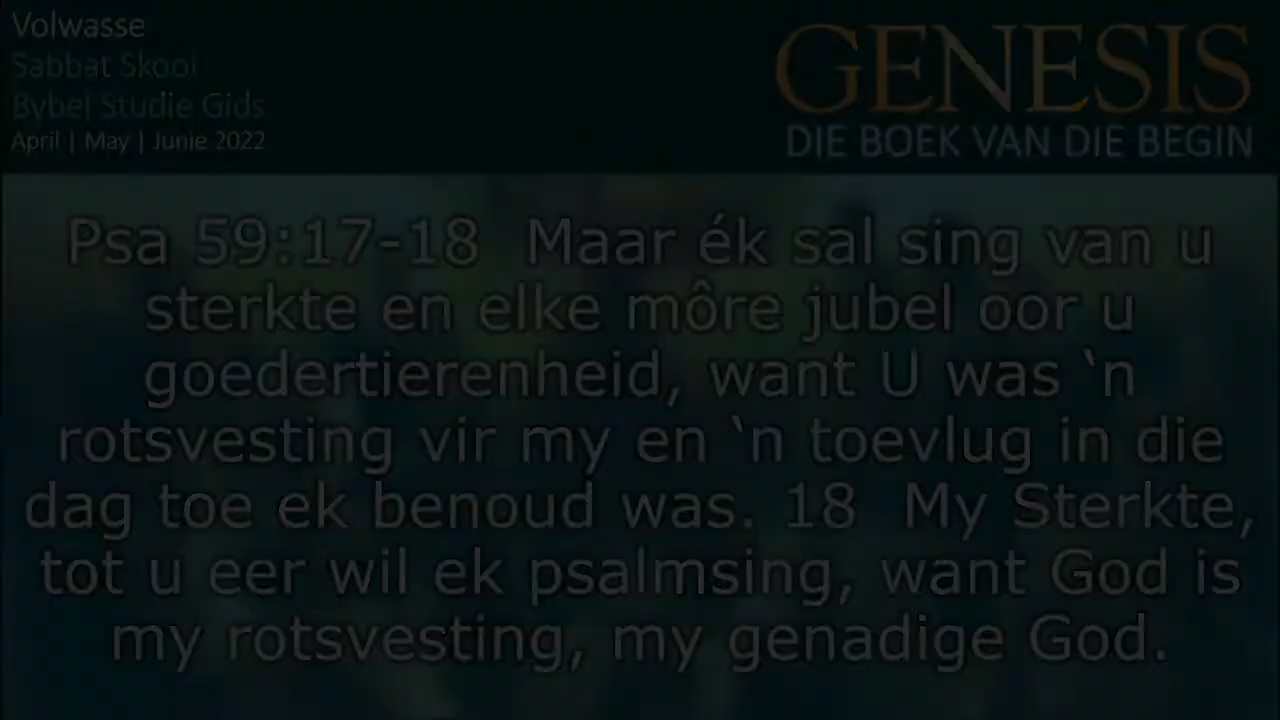 Volwasse
Sabbat Skool
Bybel Studie Gids
April | May | Junie 2022
GENESIS
DIE BOEK VAN DIE BEGIN
Psa 59:17-18 Maar ék sal sing van u
sterkte en elke môre jubel oor u
goedertierenheid, want U was ‛n
rotsvesting vir my en ‛n toevlug in die
dag toe ek benoud was. 18 My Sterkte,
tot u eer wil ek psalmsing, want God is
my rotsvesting, my genadige God.